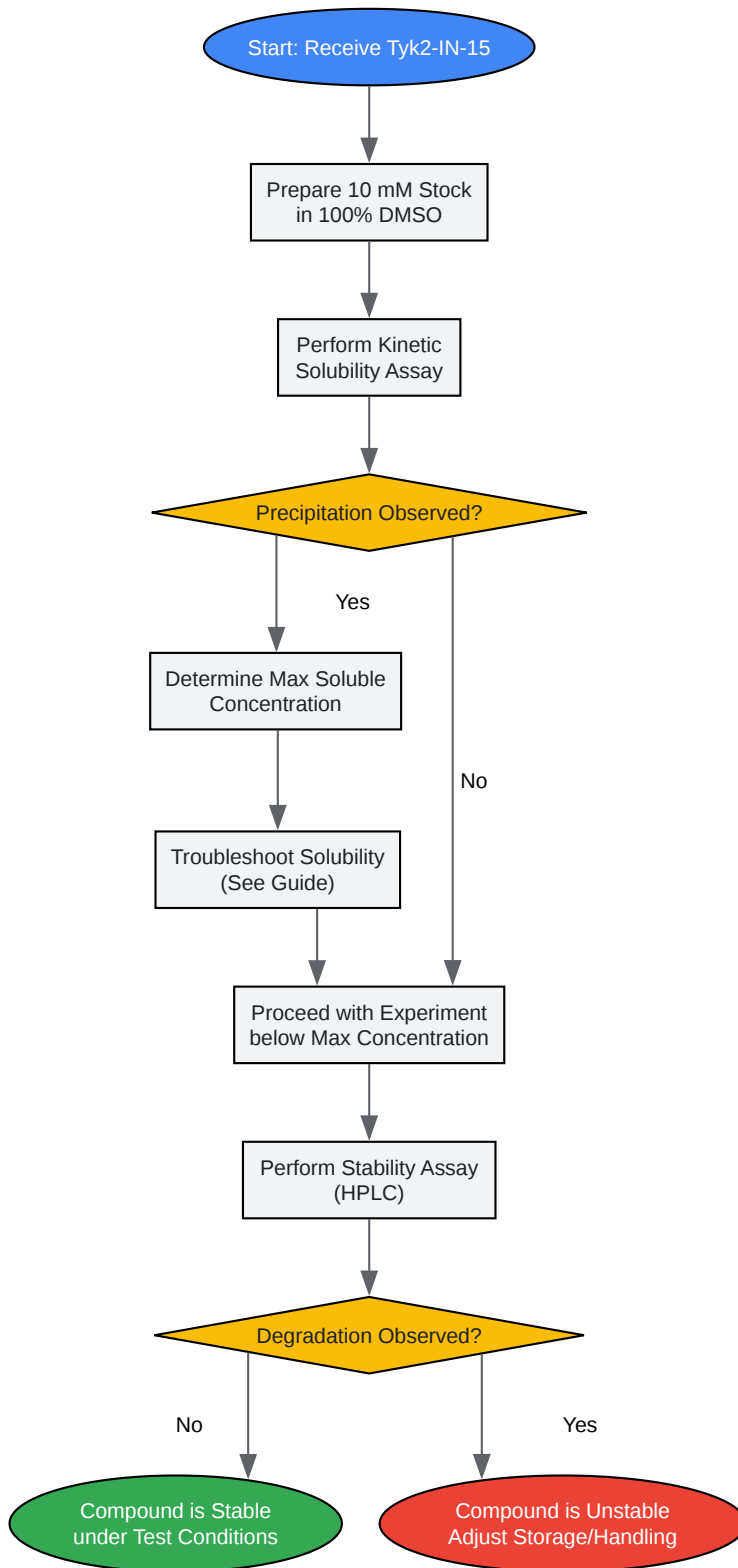 Start: Receive Tyk2-IN-15
Prepare 10 mM Stock
in 100% DMSO
Perform Kinetic
Solubility Assay
Precipitation Observed?
Yes
Determine Max Soluble
Concentration
No
Troubleshoot Solubility
(See Guide)
Proceed with Experiment
below Max Concentration
Perform Stability Assay
(HPLC)
Degradation Observed?
No
Yes
Compound is Stable
under Test Conditions
Compound is Unstable
Adjust Storage/Handling